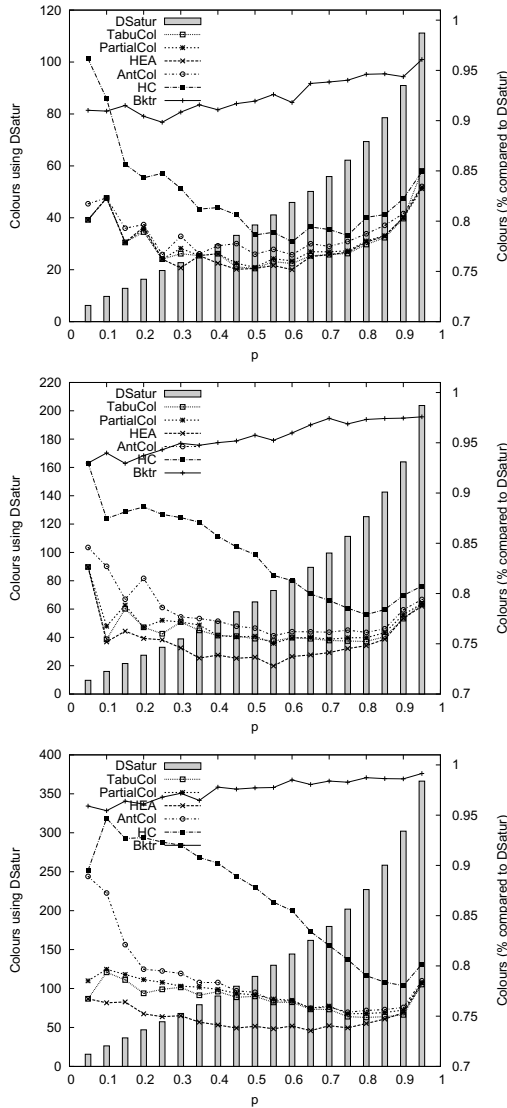 DSatur
TabuCol
PartialCol
HEA
AntCol
HC
Bktr
Colours using DSatur
0
20
40
60
80
100
120
Colours (% compared to DSatur)
0.7
0.75
0.8
0.85
0.9
0.95
1
0 0.1 0.2 0.3 0.4 0.5 0.6 0.7 0.8 0.9 1
p
DSatur
TabuCol
PartialCol
HEA
AntCol
HC
Bktr
Colours using DSatur
0
20
40
60
80
100
120
140
160
180
200
220
Colours (% compared to DSatur)
0.7
0.75
0.8
0.85
0.9
0.95
1
0 0.1 0.2 0.3 0.4 0.5 0.6 0.7 0.8 0.9 1
p
DSatur
TabuCol
PartialCol
HEA
AntCol
HC
Bktr
Colours using DSatur
0
50
100
150
200
250
300
350
400
Colours (% compared to DSatur)
0.7
0.75
0.8
0.85
0.9
0.95
1
0 0.1 0.2 0.3 0.4 0.5 0.6 0.7 0.8 0.9 1
p